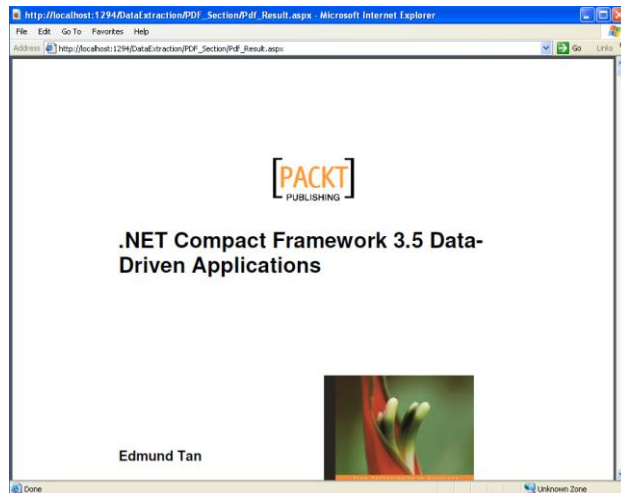 http://localhost:1294/DataExtraction/PDF_Section/Pdf_Result.aspx - Microsoft Internet Explorer
File Edit Go To Favorites Help
Address http://localhost:1294/DataExtraction/PDF_Section/Pdf_Result.aspx Go Links
[PACKT]
PUBLISHING
.NET Compact Framework 3.5 Data-
Driven Applications
Edmund Tan
Done Unknown Zone